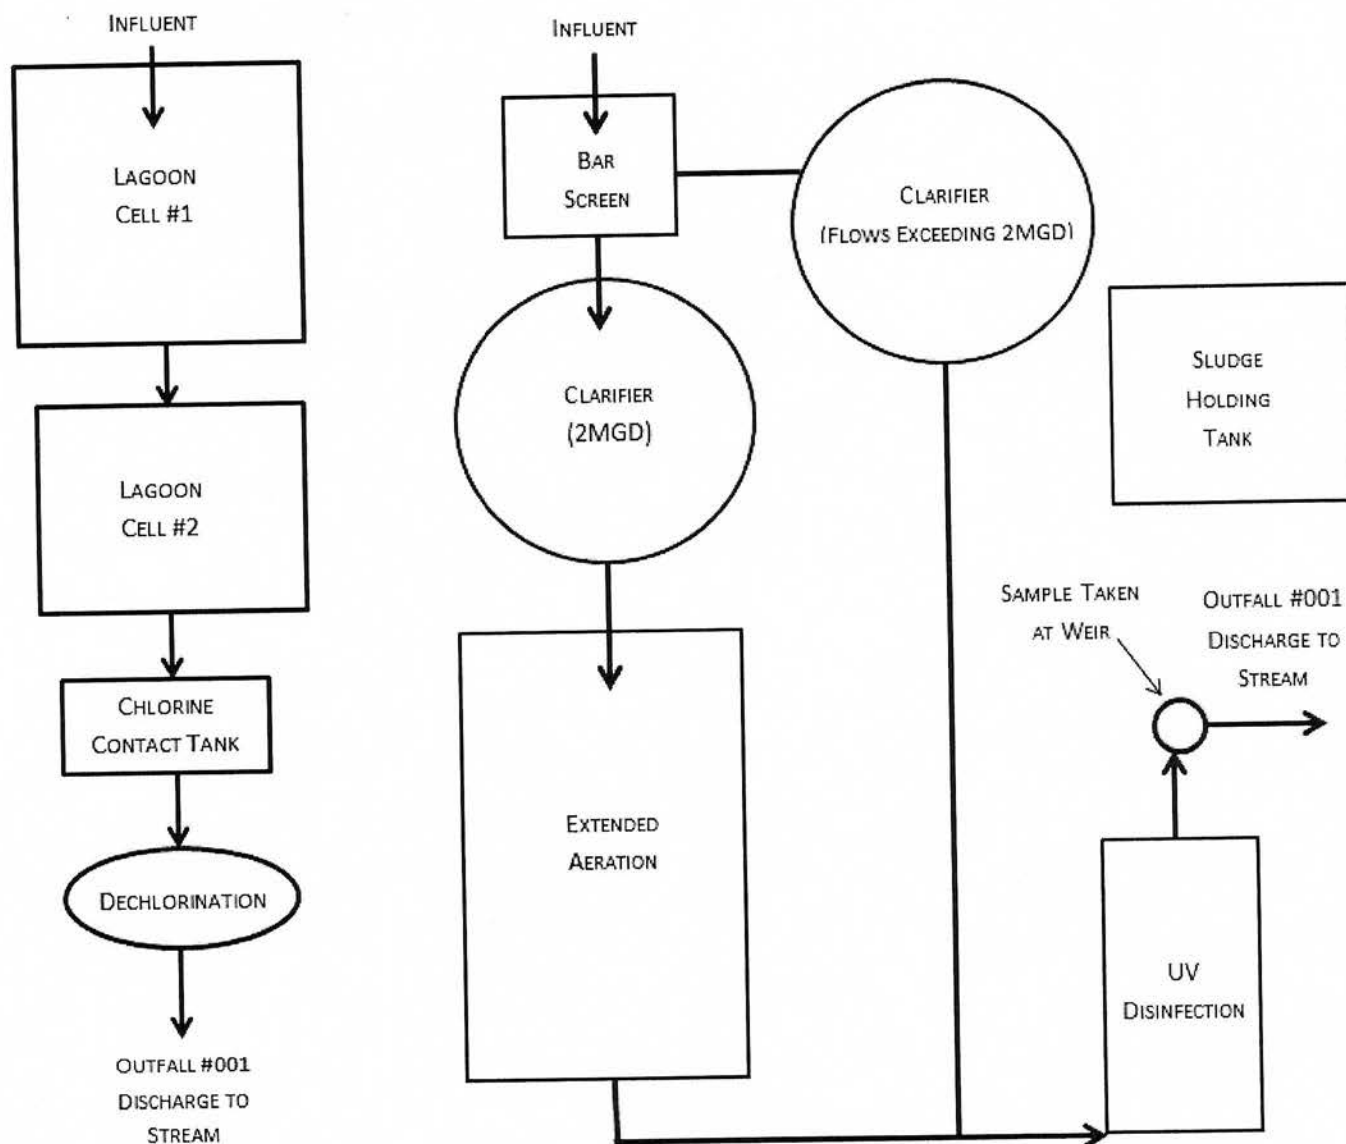 INFLUENT
LAGOON
CELL #1
LAGOON
CELL #2
CHLORINE
CONTACT TANK
DECHLORINATION
OUTFALL #001
DISCHARGE TO
STREAM
INFLUENT
BAR
SCREEN
CLARIFIER
(FLOWS EXCEEDING 2MGD)
CLARIFIER
(2MGD)
EXTENDED
AERATION
SLUDGE
HOLDING
TANK
SAMPLE TAKEN
AT WEIR
OUTFALL #001
DISCHARGE TO
STREAM
UV
DISINFECTION